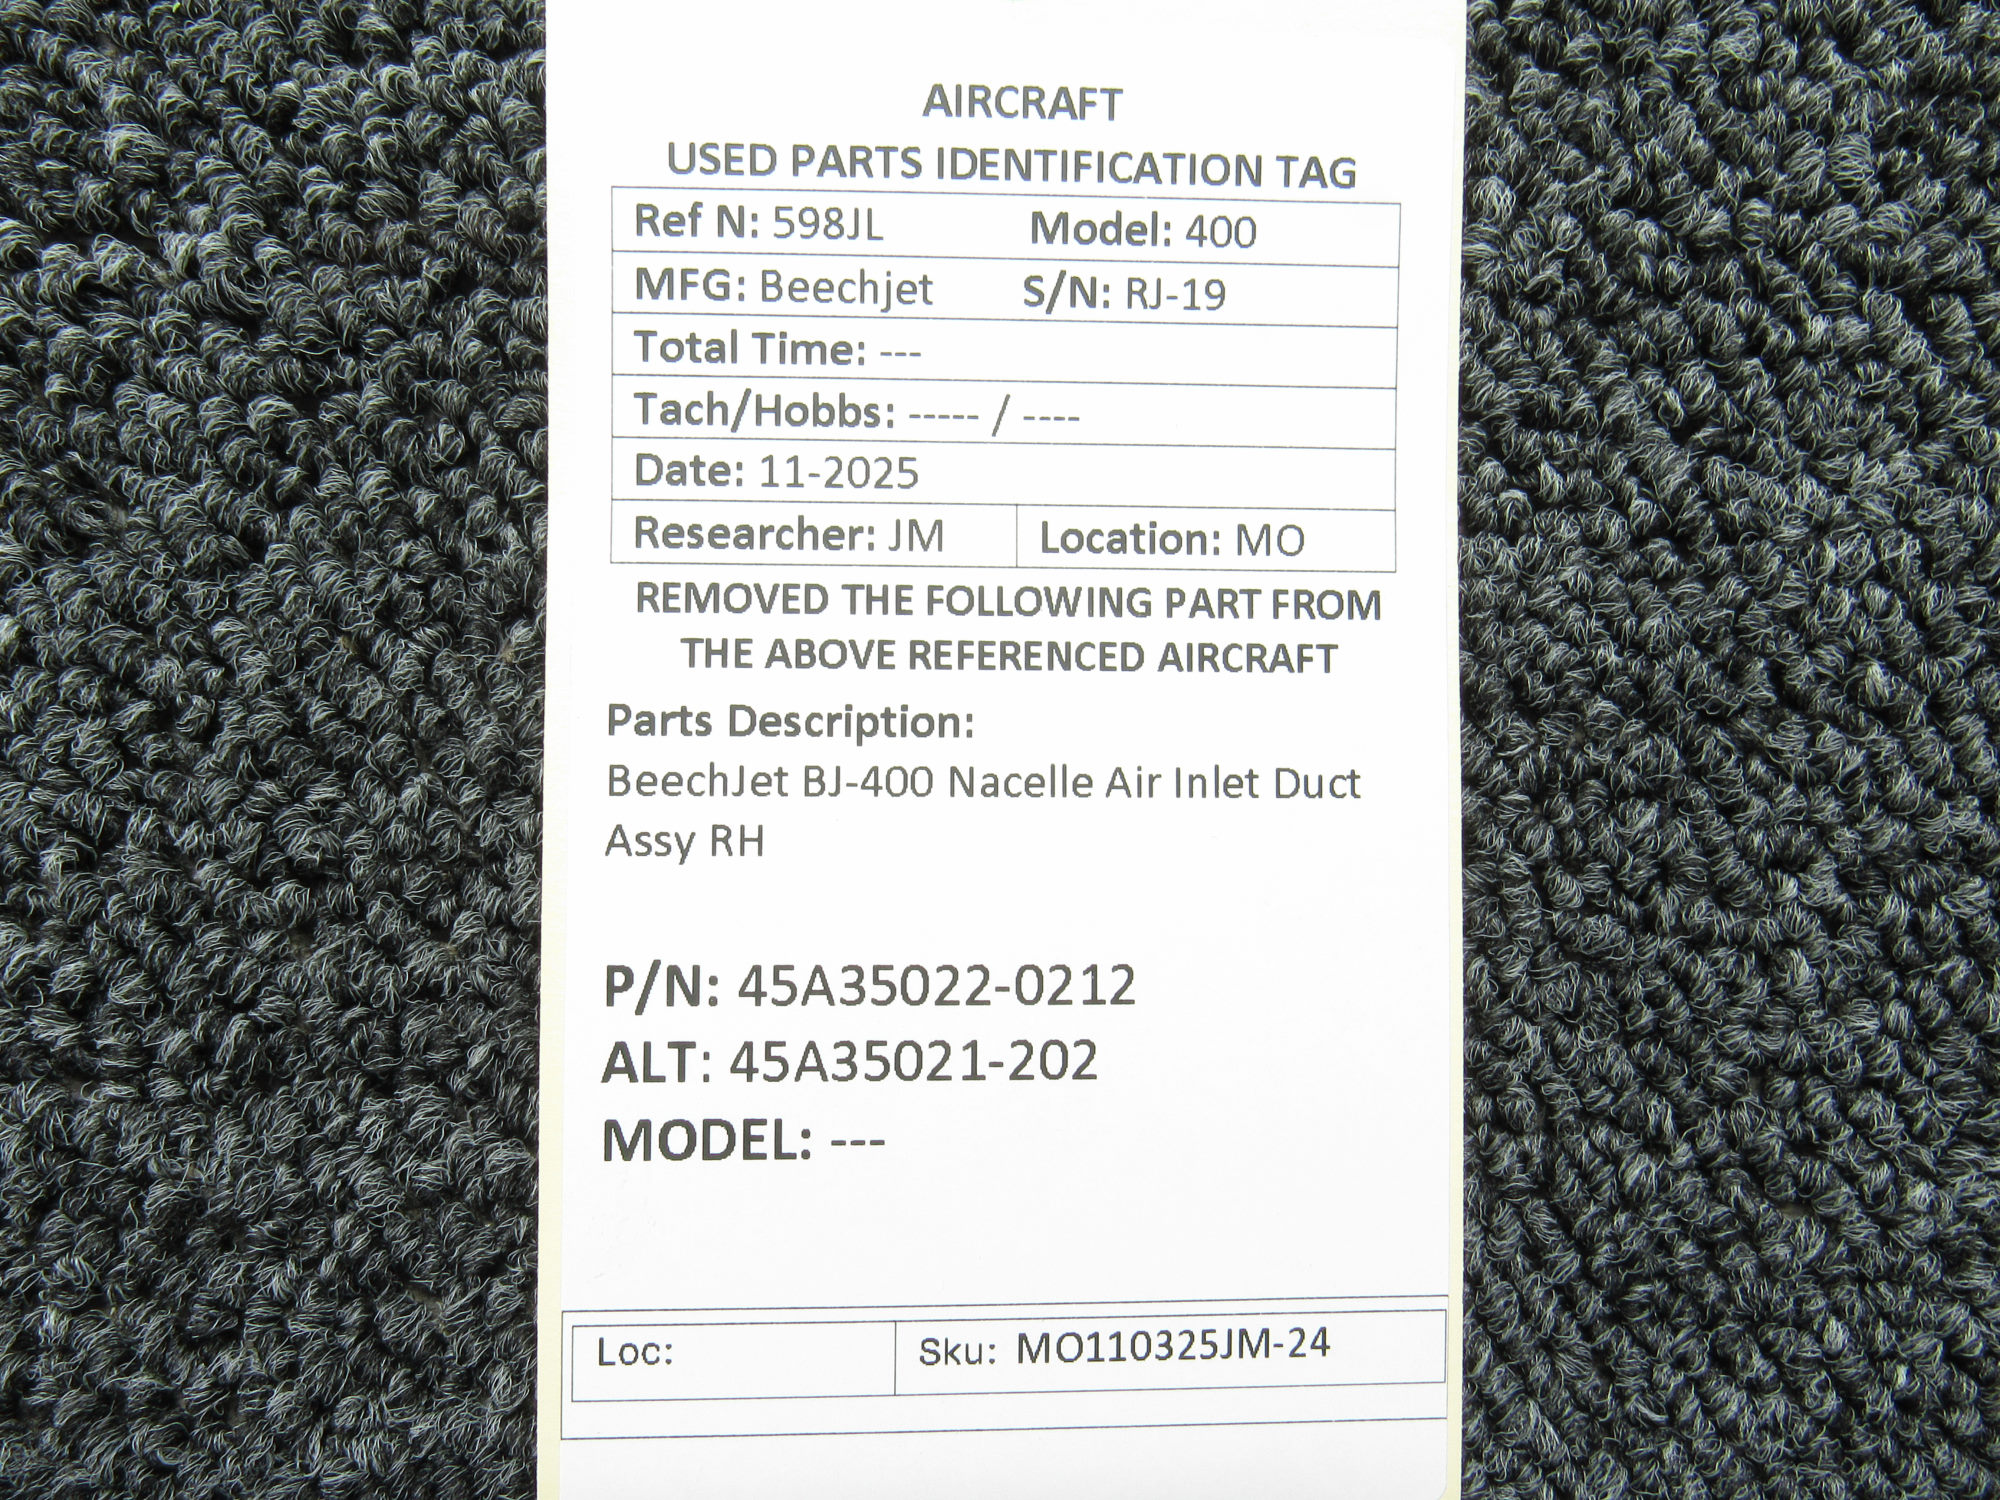 AIRCRAFT
USED PARTS IDENTIFICATION TAG
Ref N: 598JL Model: 400
MFG: Beechjet S/N: RJ-19
Total Time: ---
Tach/Hobbs: ----- / ----
Date: 11-2025
Researcher: JM Location: MO
REMOVED THE FOLLOWING PART FROM
THE ABOVE REFERENCED AIRCRAFT
Parts Description:
BeechJet BJ-400 Nacelle Air Inlet Duct
Assy RH
P/N: 45A35022-0212
ALT: 45A35021-202
MODEL: ---
Loc: Sku: MO110325JM-24